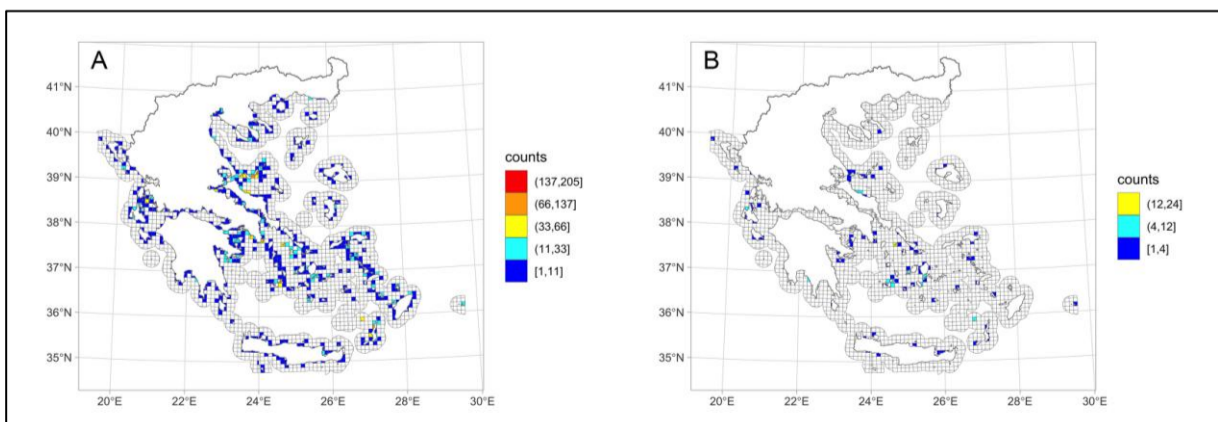 A
41°N
40°N
39°N
38°N
37°N
36°N
35°N
20°E 22°E 24°E 26°E 28°E 30°E
counts
(137,205]
(66,137]
(33,66]
(11,33]
[1,11]
B
41°N
40°N
39°N
38°N
37°N
36°N
35°N
20°E 22°E 24°E 26°E 28°E 30°E
counts
(12,24]
(4,12]
[1,4]